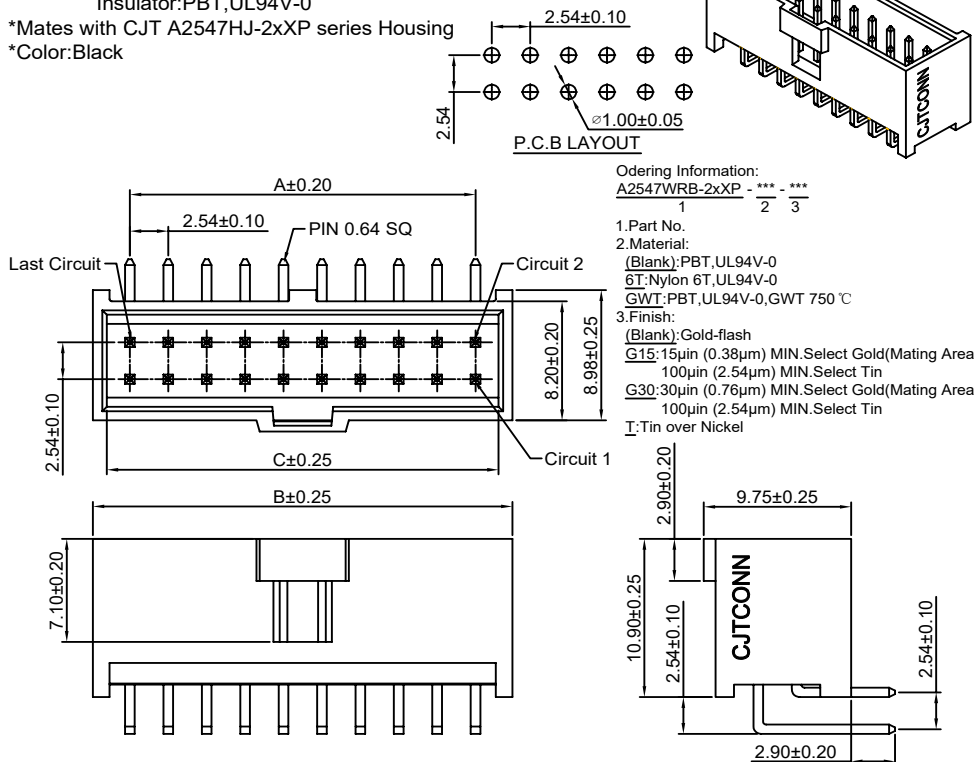 Insulator:PBT,UL94V-0
*Mates with CJT A2547HJ-2xXP series Housing
*Color:Black
2.54±0.10
2.54
⌀1.00±0.05
P.C.B LAYOUT
CJTCONN
Odering Information:
A2547WRB-2xXP - *** - ***
1 2 3
1.Part No.
2.Material:
(Blank):PBT,UL94V-0
6T:Nylon 6T,UL94V-0
GWT:PBT,UL94V-0,GWT 750℃
3.Finish:
(Blank):Gold-flash
G15:15μin (0.38μm) MIN.Select Gold(Mating Area
100μin (2.54μm) MIN.Select Tin
G30:30μin (0.76μm) MIN.Select Gold(Mating Area
100μin (2.54μm) MIN.Select Tin
T:Tin over Nickel
A±0.20
2.54±0.10
PIN 0.64 SQ
Last Circuit
Circuit 2
8.20±0.20
8.98±0.25
2.54±0.10
Circuit 1
C±0.25
B±0.25
7.10±0.20
2.90±0.20
9.75±0.25
10.90±0.25
CJTCONN
2.54±0.10
2.54±0.10
2.90±0.20